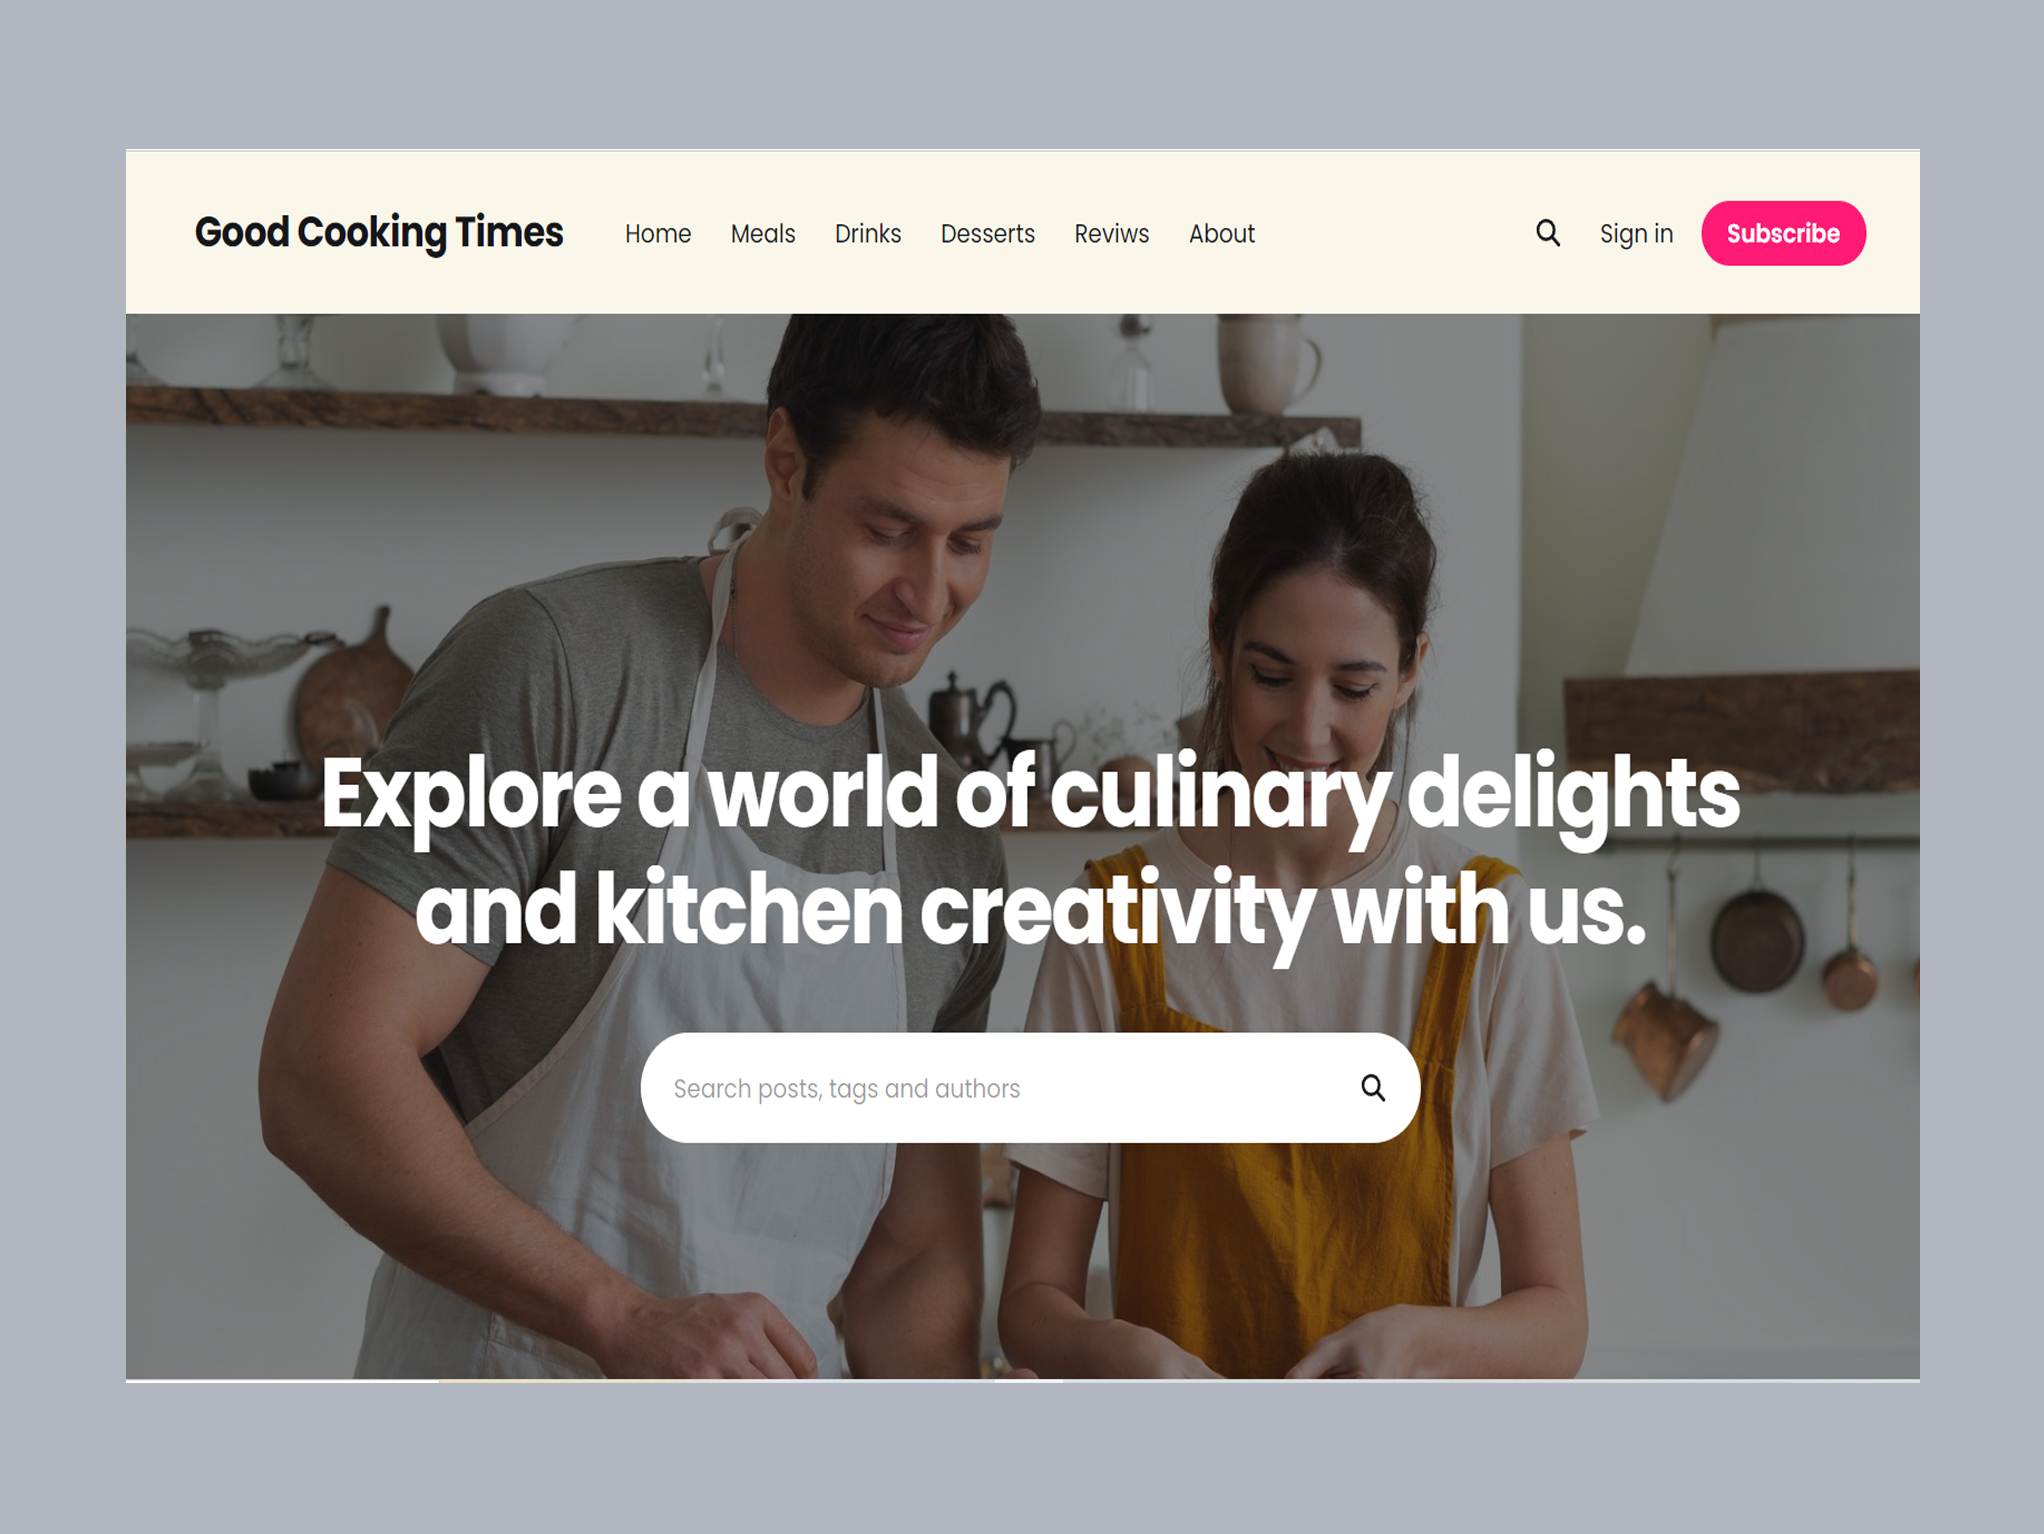 Good Cooking Times
Home Meals Drinks Desserts Reviws About
Sign in Subscribe
Explore a world of culinary delights
and kitchen creativity with us.
Search posts, tags and authors